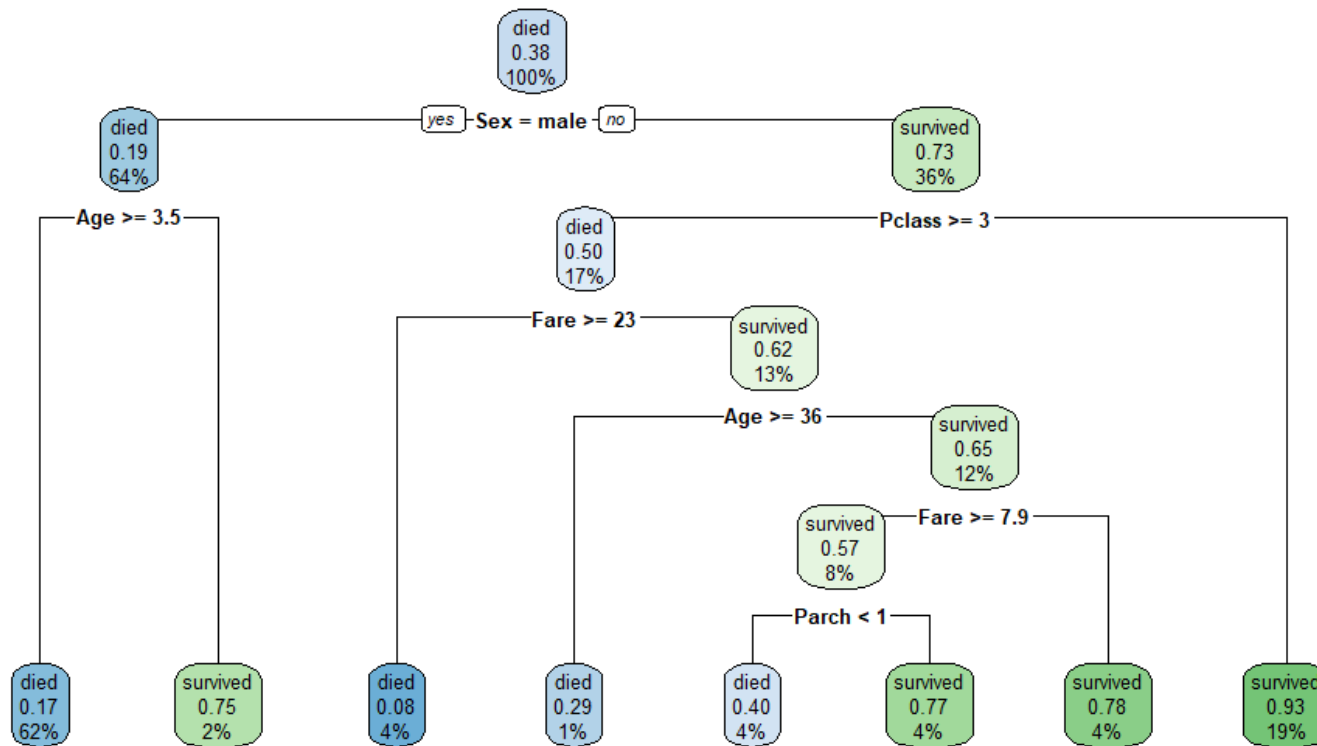 died
0.38
100%
yes Sex = male no
died
0.19
64%
survived
0.73
36%
Age >= 3.5
Pclass >= 3
died
0.50
17%
Fare >= 23
survived
0.62
13%
Age >= 36
survived
0.65
12%
Fare >= 7.9
survived
0.57
8%
Parch < 1
died
0.17
62%
survived
0.75
2%
died
0.08
4%
died
0.29
1%
died
0.40
4%
survived
0.77
4%
survived
0.78
4%
survived
0.93
19%